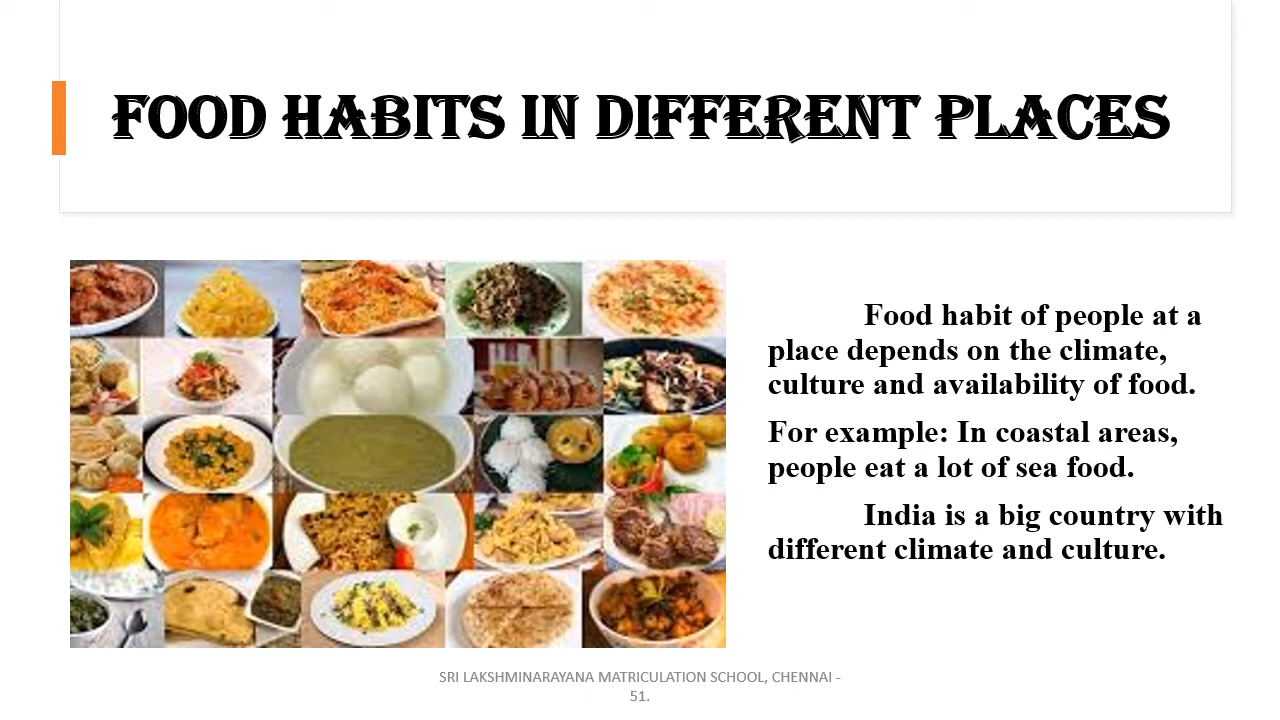 FOOD HABITS IN DIFFERENT PLACES
Food habit of people at a
place depends on the climate,
culture and availability of food.
For example: In coastal areas,
people eat a lot of sea food.
India is a big country with
different climate and culture.
SRI LAKSHMINARAYANA MATRICULATION SCHOOL, CHENNAI -
51.